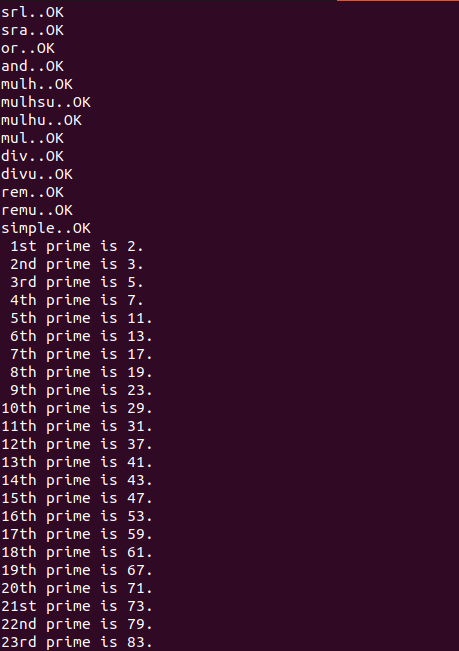 srl..OK
sra..OK
or..OK
and..OK
mulh..OK
mulhsu..OK
mulhu..OK
mul..OK
div..OK
divu..OK
rem..OK
remu..OK
simple..OK
 1st prime is 2.
 2nd prime is 3.
 3rd prime is 5.
 4th prime is 7.
 5th prime is 11.
 6th prime is 13.
 7th prime is 17.
 8th prime is 19.
 9th prime is 23.
10th prime is 29.
11th prime is 31.
12th prime is 37.
13th prime is 41.
14th prime is 43.
15th prime is 47.
16th prime is 53.
17th prime is 59.
18th prime is 61.
19th prime is 67.
20th prime is 71.
21st prime is 73.
22nd prime is 79.
23rd prime is 83.